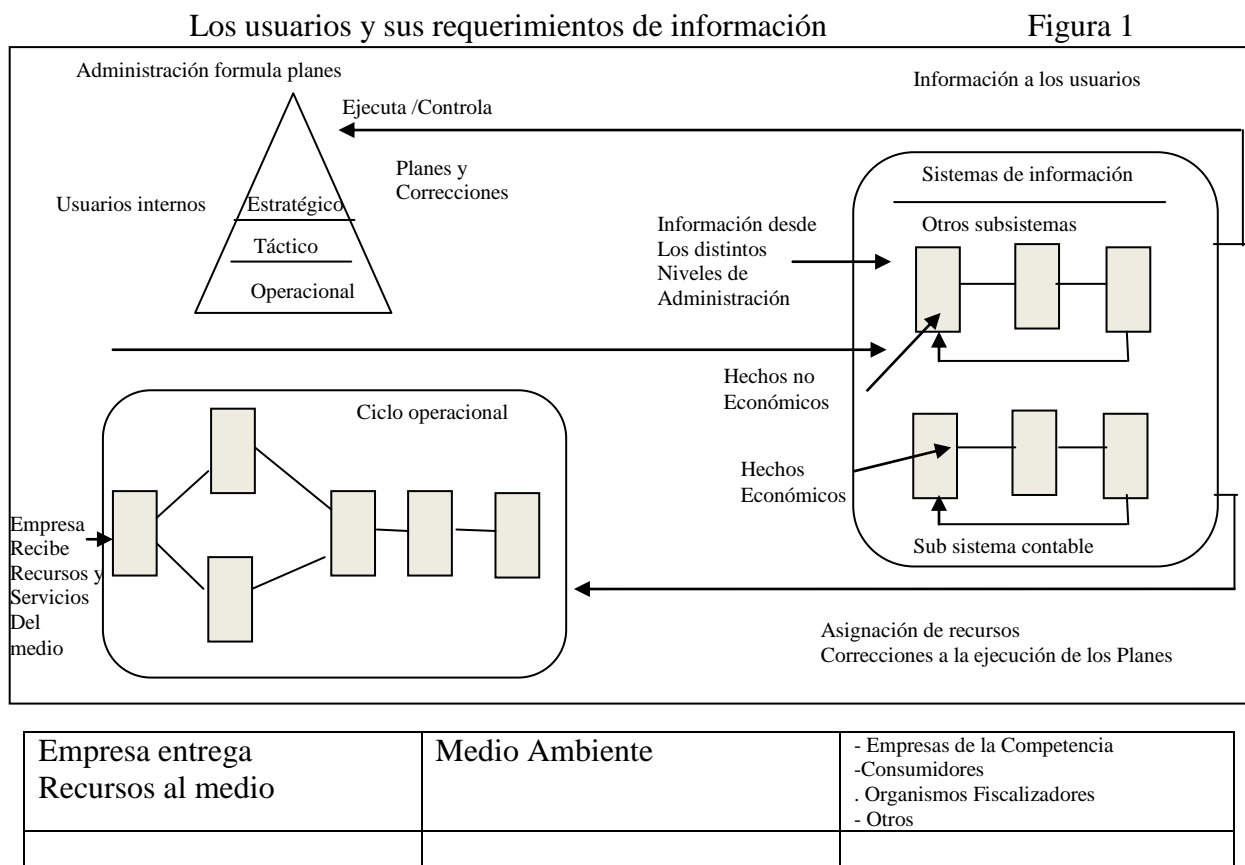 Los usuarios y sus requerimientos de información Figura 1
Administración formula planes
Información a los usuarios
Ejecuta /Controla
Planes y
Correcciones
Usuarios internos
Estratégico
Táctico
Operacional
Sistemas de información
Otros subsistemas
Información desde
Los distintos
Niveles de
Administración
Hechos no
Económicos
Hechos
Económicos
Sub sistema contable
Ciclo operacional
Empresa
Recibe
Recursos y
Servicios
Del
medio
Asignación de recursos
Correcciones a la ejecución de los Planes
Empresa entrega
Recursos al medio
Medio Ambiente
- Empresas de la Competencia
-Consumidores
. Organismos Fiscalizadores
- Otros